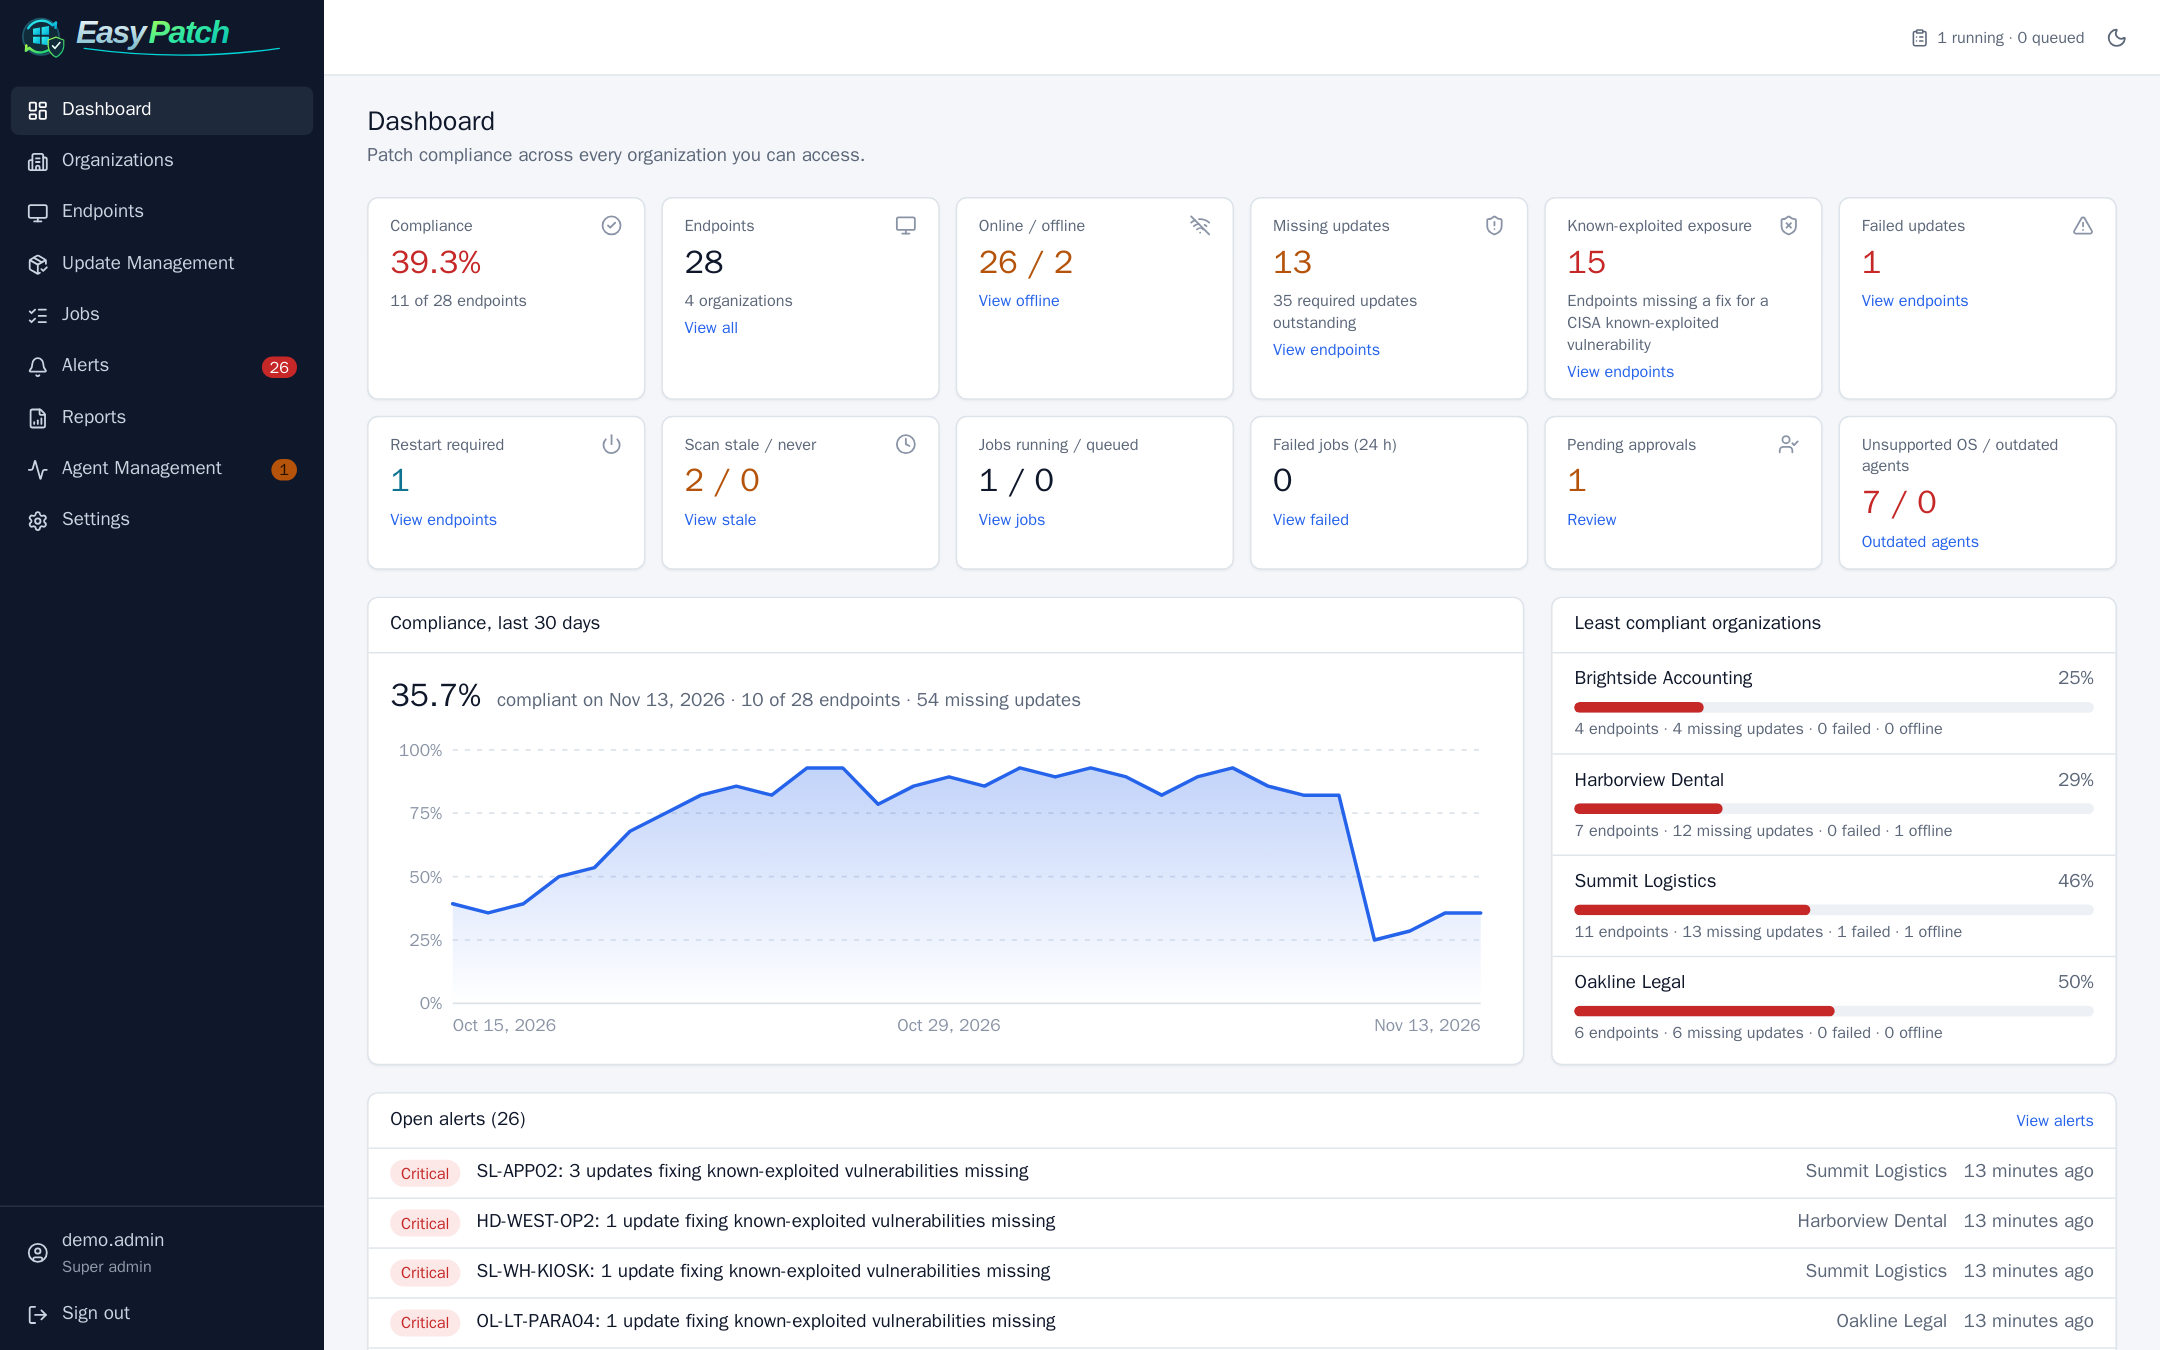 EasyPatch
1 running · 0 queued
Dashboard
Organizations
Endpoints
Update Management
Jobs
Alerts 26
Reports
Agent Management 1
Settings
demo.admin
Super admin
Sign out
Dashboard
Patch compliance across every organization you can access.
Compliance
39.3%
11 of 28 endpoints
Endpoints
28
4 organizations
View all
Online / offline
26 / 2
View offline
Missing updates
13
35 required updates
outstanding
View endpoints
Known-exploited exposure
15
Endpoints missing a fix for a
CISA known-exploited
vulnerability
View endpoints
Failed updates
1
View endpoints
Restart required
1
View endpoints
Scan stale / never
2 / 0
View stale
Jobs running / queued
1 / 0
View jobs
Failed jobs (24 h)
0
View failed
Pending approvals
1
Review
Unsupported OS / outdated
agents
7 / 0
Outdated agents
Compliance, last 30 days
35.7% compliant on Nov 13, 2026 · 10 of 28 endpoints · 54 missing updates
100%
75%
50%
25%
0%
Oct 15, 2026 Oct 29, 2026 Nov 13, 2026
Least compliant organizations
Brightside Accounting 25%
4 endpoints · 4 missing updates · 0 failed · 0 offline
Harborview Dental 29%
7 endpoints · 12 missing updates · 0 failed · 1 offline
Summit Logistics 46%
11 endpoints · 13 missing updates · 1 failed · 1 offline
Oakline Legal 50%
6 endpoints · 6 missing updates · 0 failed · 0 offline
Open alerts (26) View alerts
Critical SL-APP02: 3 updates fixing known-exploited vulnerabilities missing Summit Logistics 13 minutes ago
Critical HD-WEST-OP2: 1 update fixing known-exploited vulnerabilities missing Harborview Dental 13 minutes ago
Critical SL-WH-KIOSK: 1 update fixing known-exploited vulnerabilities missing Summit Logistics 13 minutes ago
Critical OL-LT-PARA04: 1 update fixing known-exploited vulnerabilities missing Oakline Legal 13 minutes ago